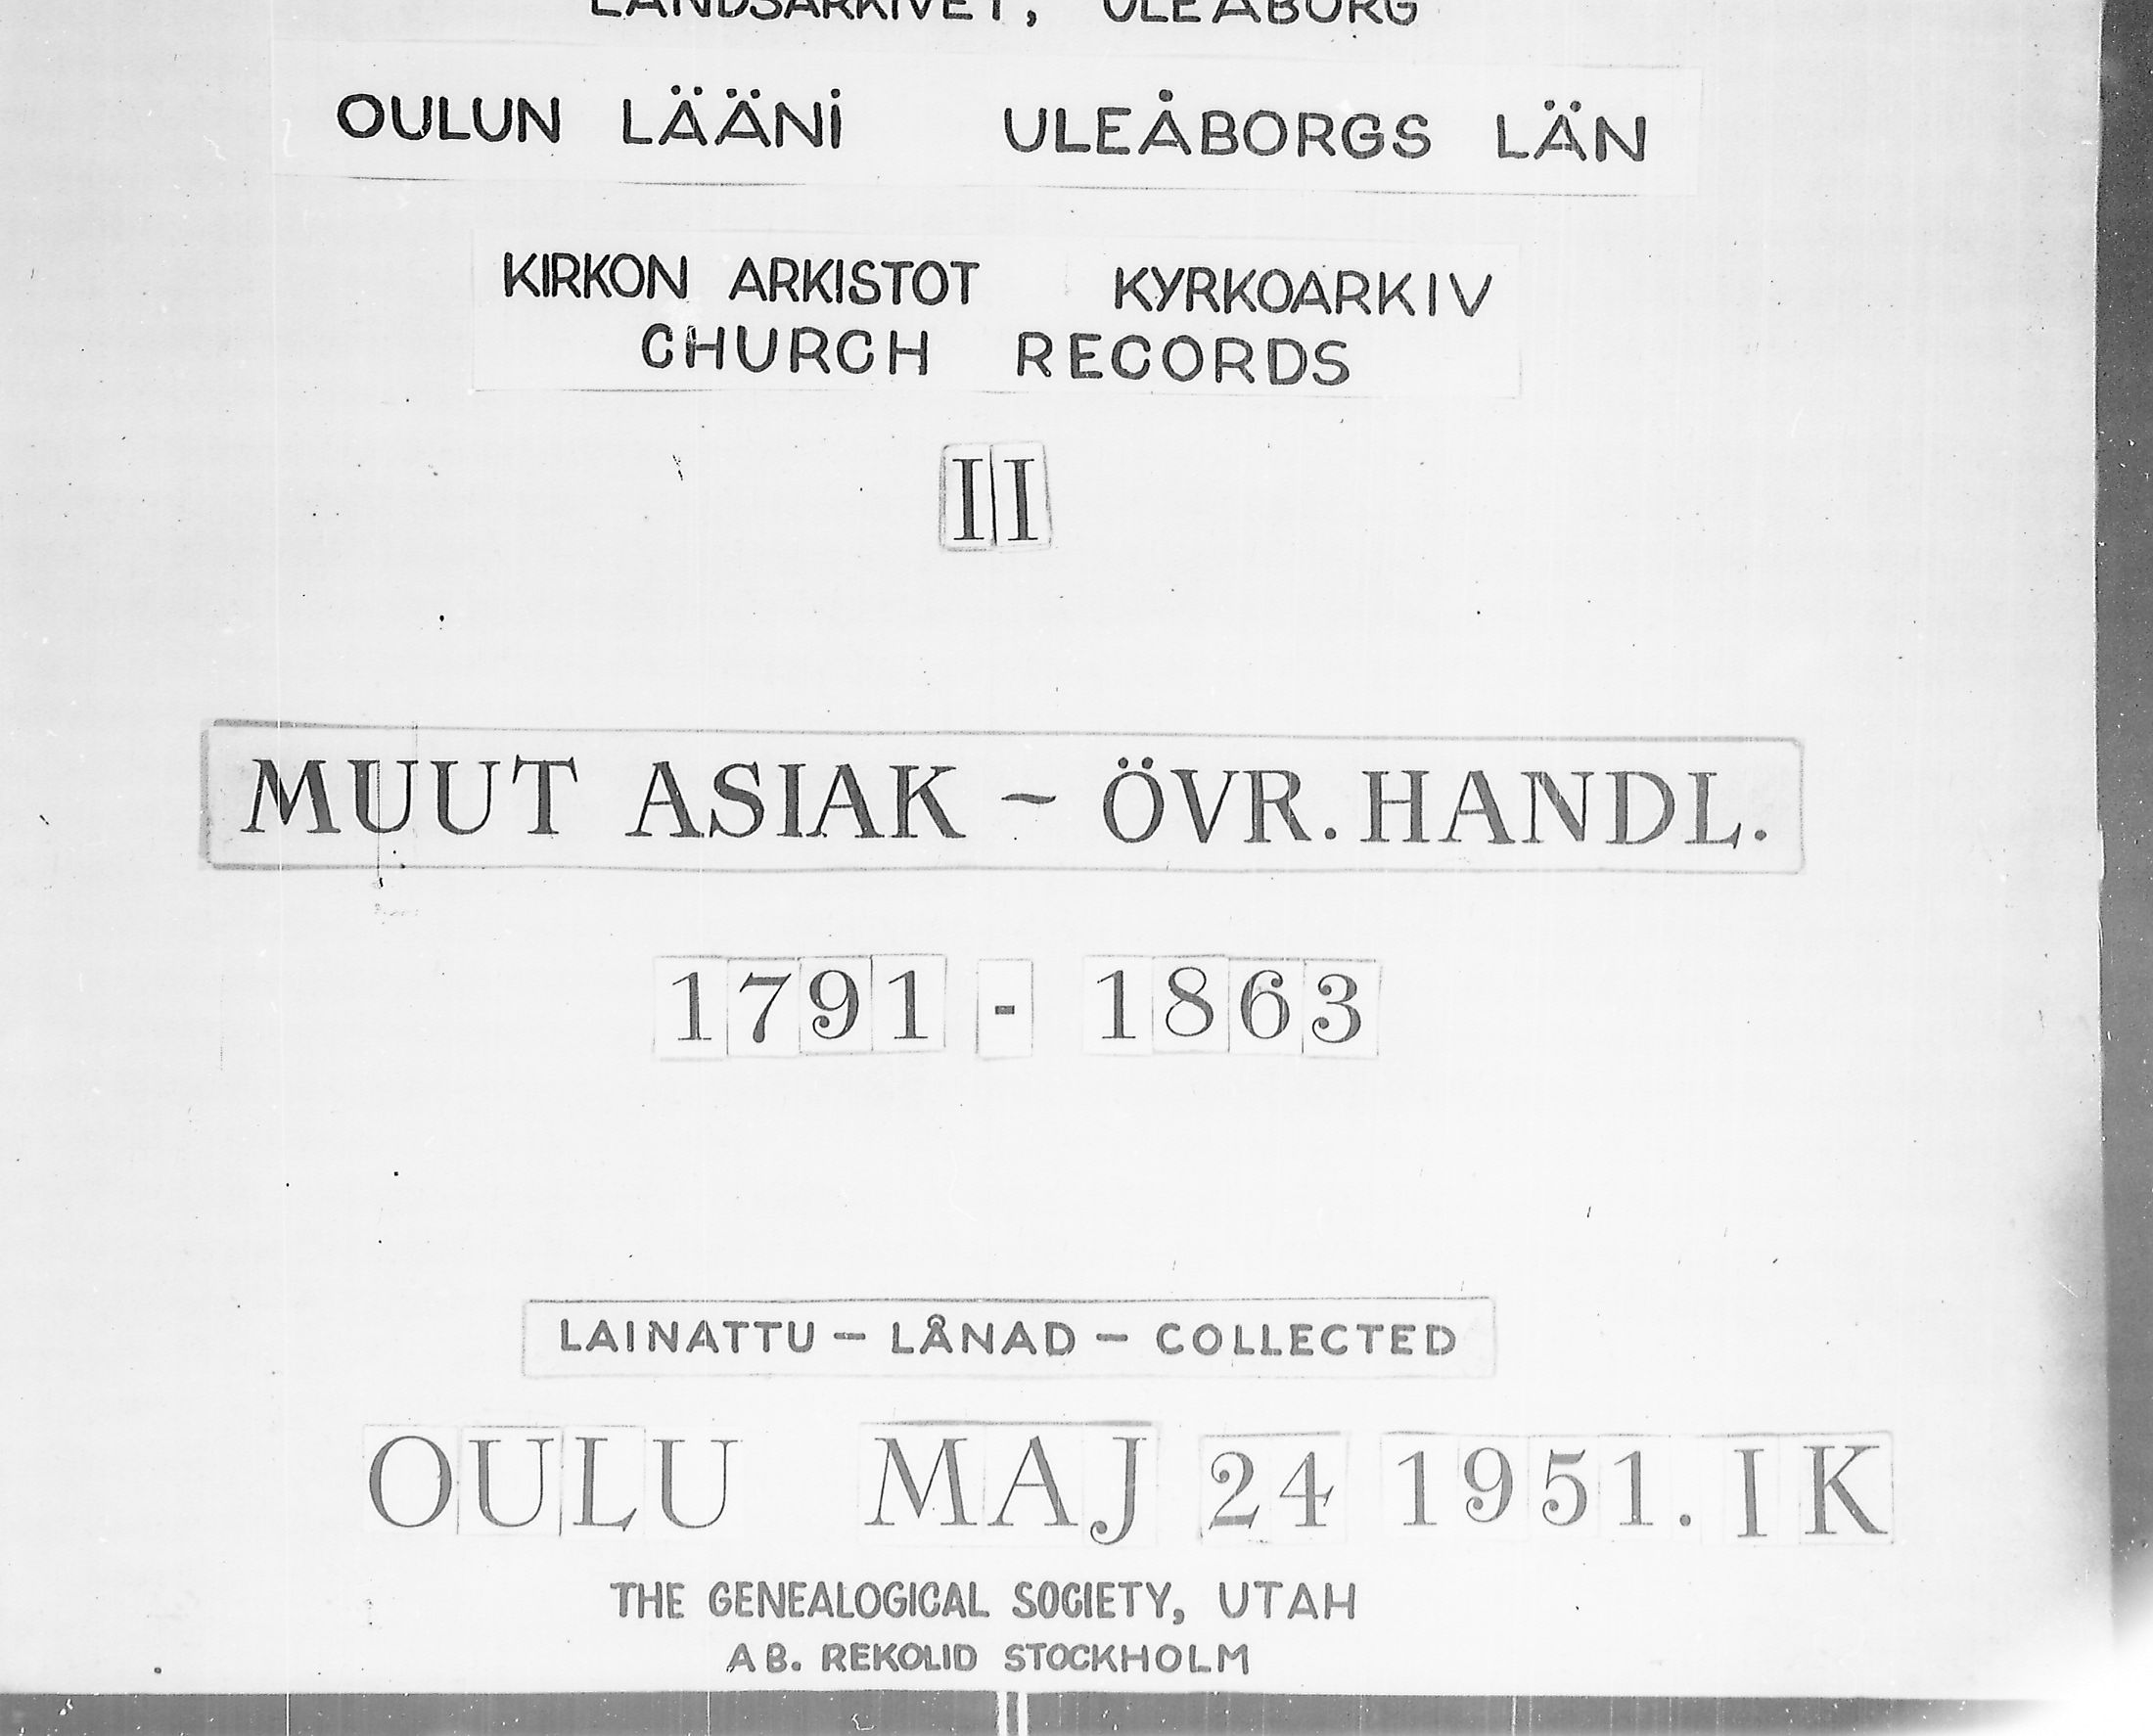 LANDSARKIVET, ULEÅBORG
OULUN LÄÄNI ULEÅBORGS LÄN
KIRKON ARKISTOT KYRKOARKIV
CHURCH RECORDS
II
MUUT ASIAK - ÖVR. HANDL.
1791 - 1863
LAINATTU - LÅNAD - COLLECTED
OULU MAJ 24 1951. IK
THE GENEALOGICAL SOCIETY, UTAH
AB. REKOLID STOCKHOLM